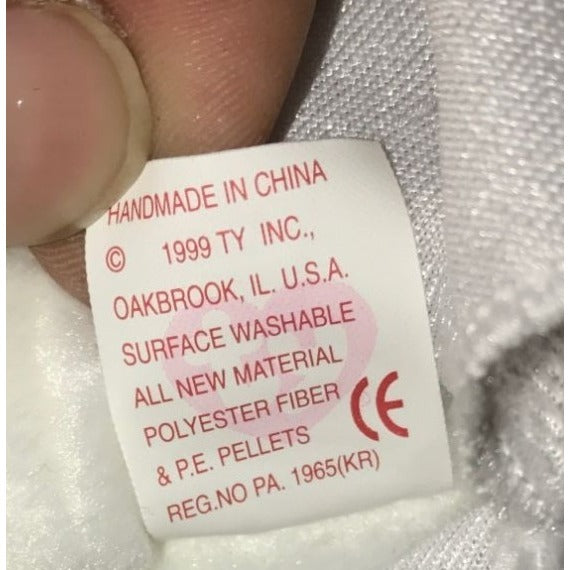 HANDMADE IN CHINA
© 1999 TY INC.,
OAKBROOK, IL. U.S.A.
SURFACE WASHABLE
ALL NEW MATERIAL
POLYESTER FIBER
& P.E. PELLETS
REG.NO PA. 1965(KR)
CE